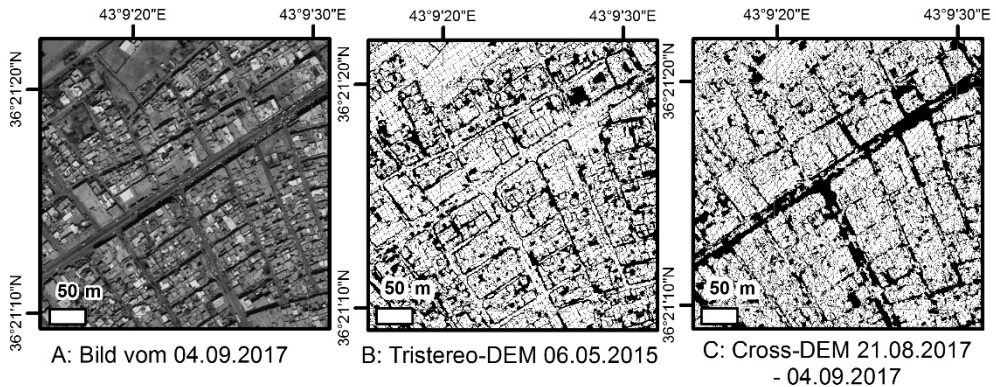 43°9'20"E 43°9'30"E 43°9'20"E 43°9'30"E 43°9'20"E 43°9'30"E
36°21'20"N 36°21'20"N 36°21'20"N
36°21'10"N 36°21'10"N 36°21'10"N
50 m 50 m 50 m
A: Bild vom 04.09.2017 B: Tristereo-DEM 06.05.2015 C: Cross-DEM 21.08.2017
- 04.09.2017